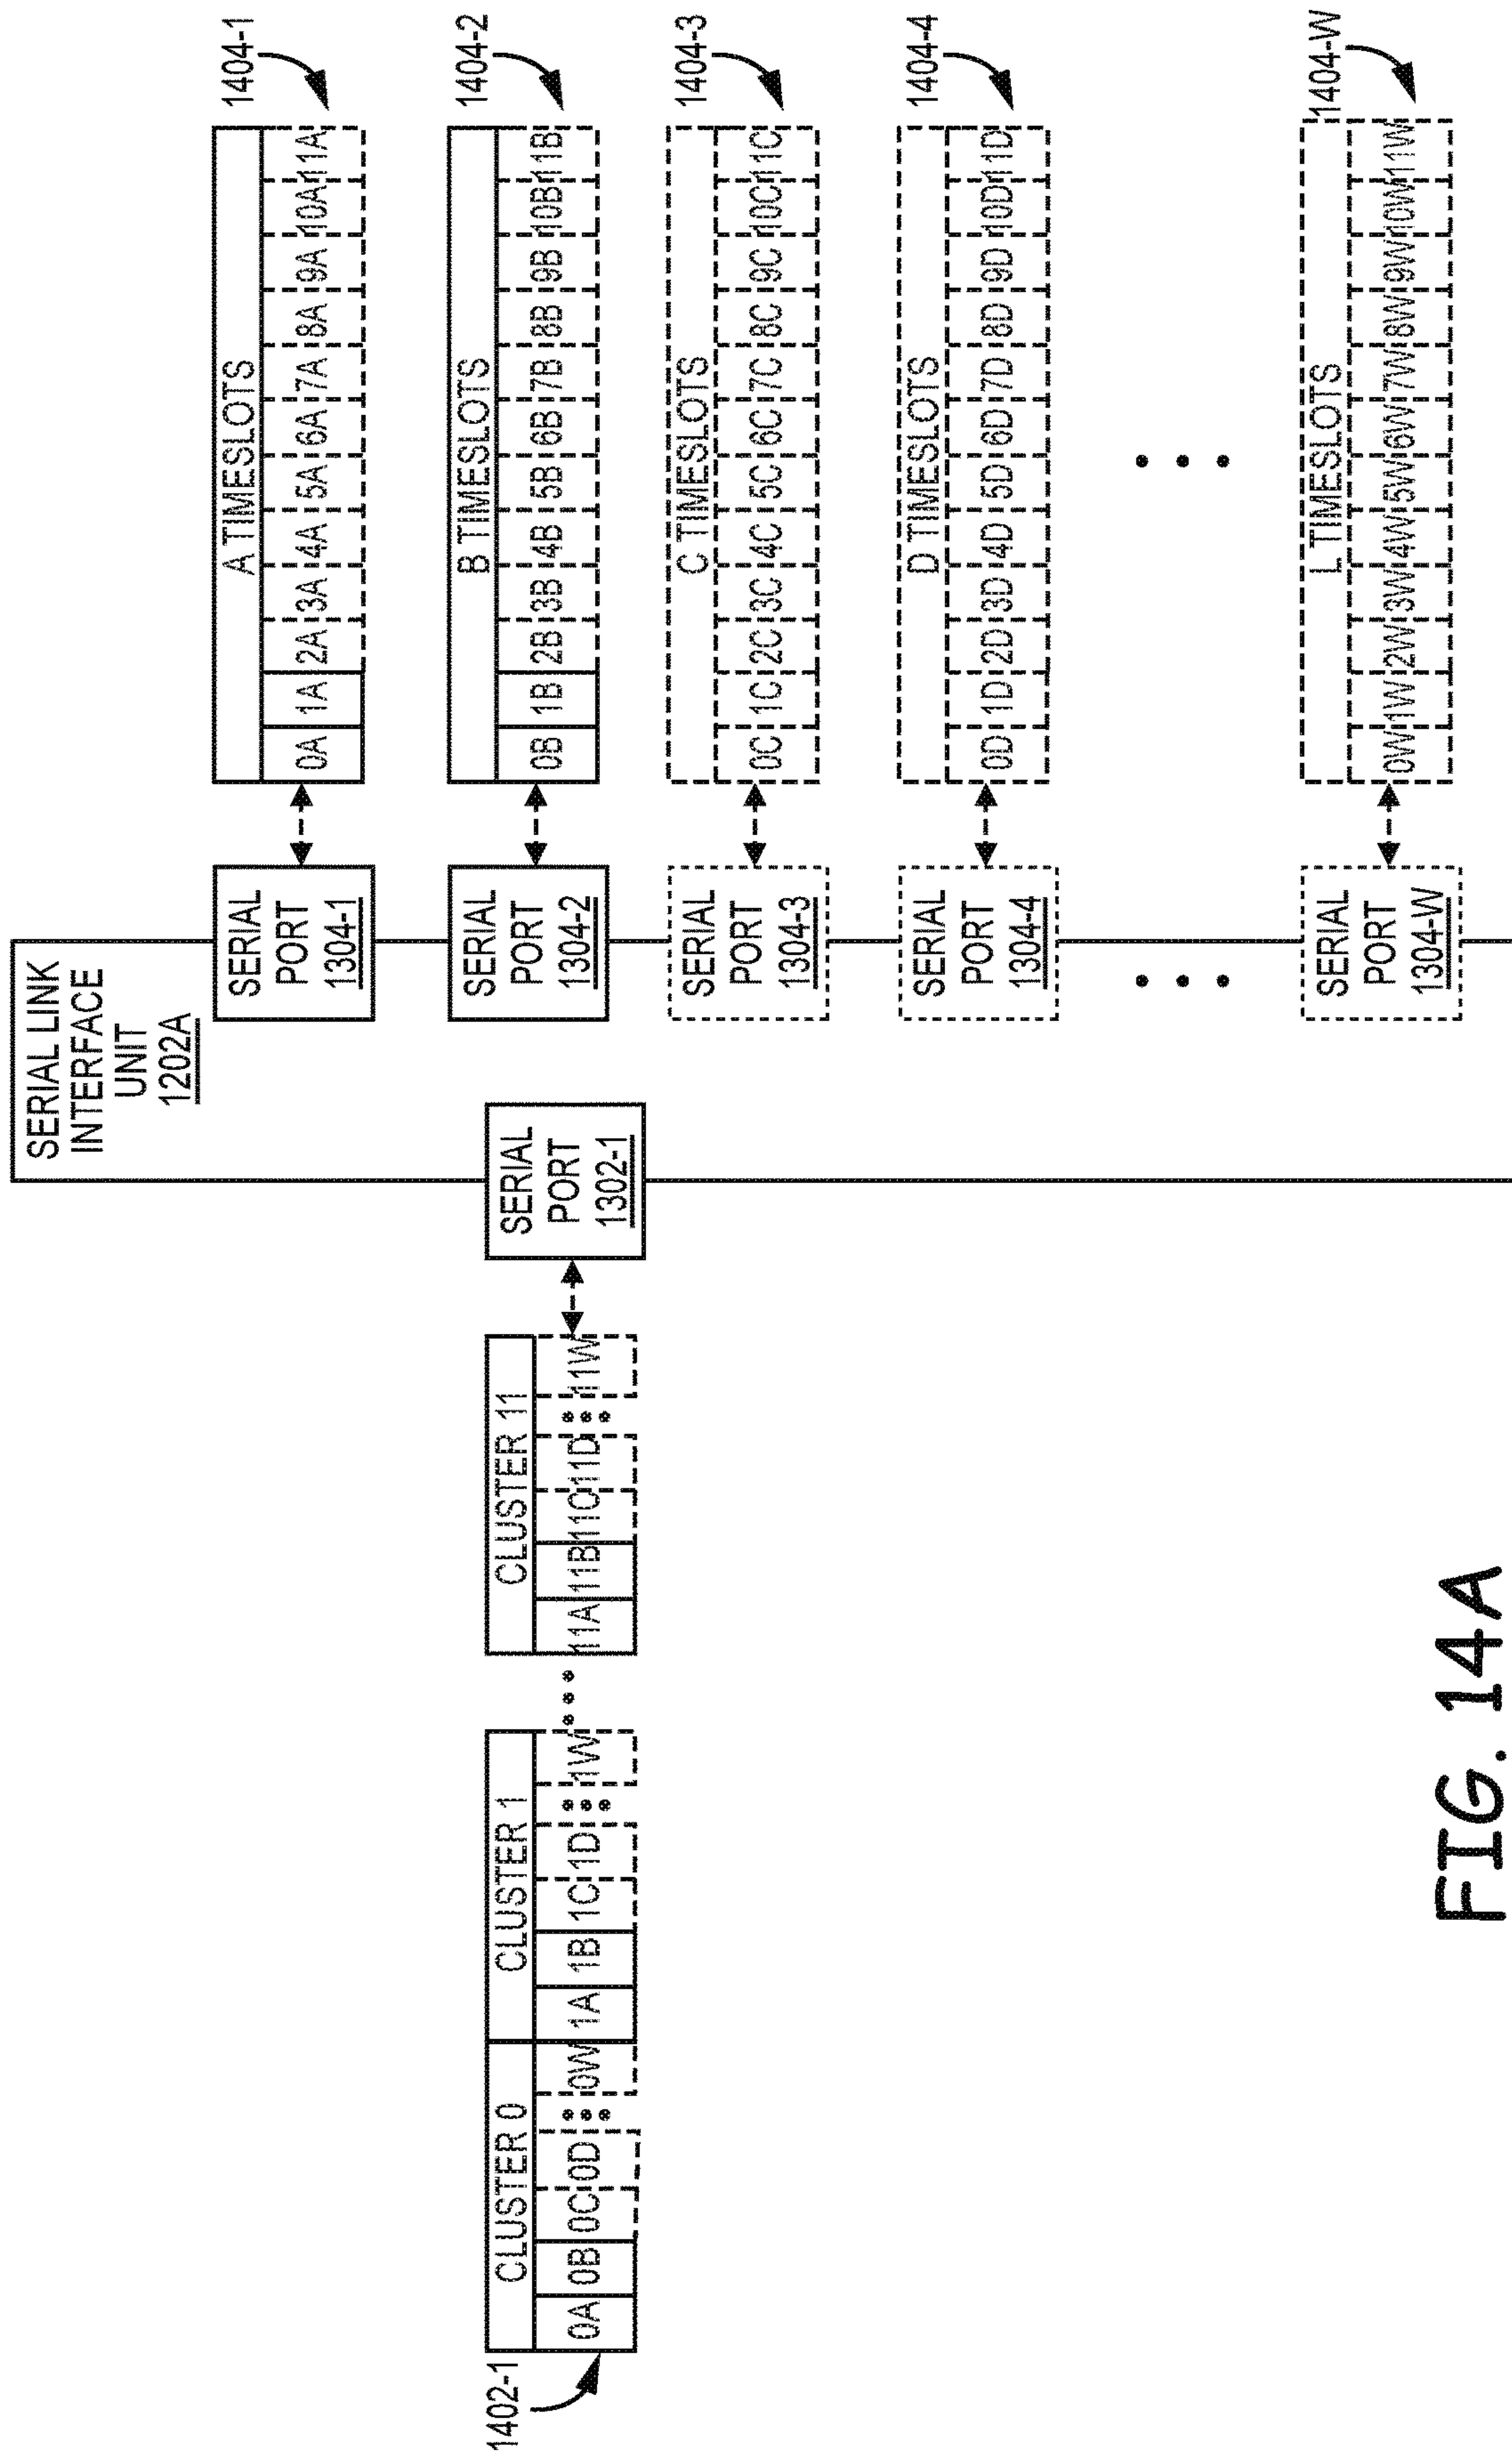 SERIAL LINK
INTERFACE
UNIT
1202A
1402-1
CLUSTER 0
0A 0B 0C 0D 0W
CLUSTER 1
1A 1B 1C 1D 1W
CLUSTER 11
11A 11B 11C 11D 11W
SERIAL
PORT
1302-1
SERIAL
PORT
1304-1
A TIMESLOTS
0A 1A 2A 3A 4A 5A 6A 7A 8A 9A 10A 11A
1404-1
SERIAL
PORT
1304-2
B TIMESLOTS
0B 1B 2B 3B 4B 5B 6B 7B 8B 9B 10B 11B
1404-2
SERIAL
PORT
1304-3
C TIMESLOTS
0C 1C 2C 3C 4C 5C 6C 7C 8C 9C 10C 11C
1404-3
SERIAL
PORT
1304-4
D TIMESLOTS
0D 1D 2D 3D 4D 5D 6D 7D 8D 9D 10D 11D
1404-4
SERIAL
PORT
1304-W
L TIMESLOTS
0W 1W 2W 3W 4W 5W 6W 7W 8W 9W 10W 11W
1404-W
FIG. 14A